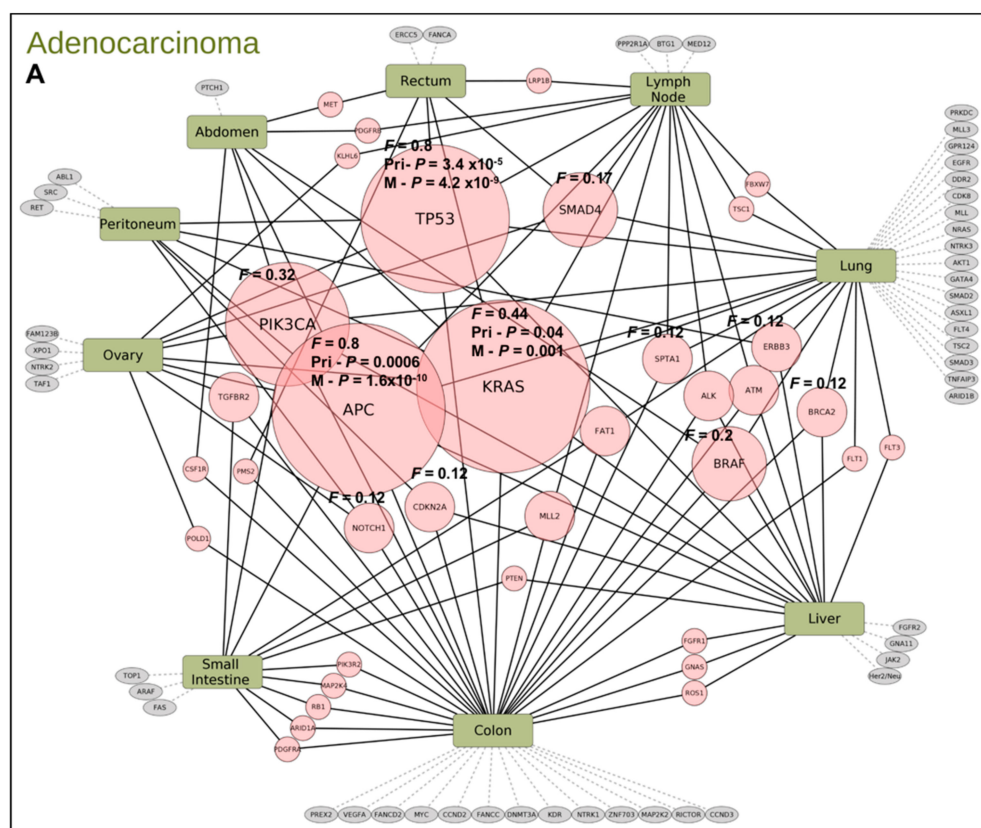 Adenocarcinoma
A
ERCC5
FANCA
PPP2R1A
BTG1
MED12
PTCH1
Rectum
Lymph
Node
Abdomen
LRP1B
MET
PDGFRB
KLHL6
PRKDC
MLL3
GPR124
EGFR
DDR2
CDK8
MLL
NRAS
NTRK3
AKT1
GATA4
SMAD2
ASXL1
FLT4
TSC2
SMAD3
TNFAIP3
ARID1B
F = 0.8
Pri- P = 3.4 x10-5
M - P = 4.2 x10-9
TP53
F = 0.17
SMAD4
FBXW7
TSC1
ABL1
SRC
RET
Peritoneum
Lung
F = 0.32
PIK3CA
F = 0.44
Pri - P = 0.04
M - P = 0.001
KRAS
F = 0.8
Pri - P = 0.0006
M - P = 1.6x10-10
APC
F = 0.12
SPTA1
F = 0.12
ERBB3
FAM123B
XPO1
NTRK2
TAF1
Ovary
TGFBR2
ALK
ATM
F = 0.12
BRCA2
FAT1
F = 0.2
BRAF
FLT3
FLT1
CSF1R
PMS2
F = 0.12
CDKN2A
F = 0.12
NOTCH1
MLL2
POLD1
PTEN
Liver
FGFR2
GNA11
JAK2
Her2/Neu
FGFR1
GNAS
ROS1
TOP1
ARAF
FAS
Small
Intestine
PIK3R2
MAP2K4
RB1
ARID1A
PDGFRA
Colon
PREX2
VEGFA
FANCD2
MYC
CCND2
FANCC
DNMT3A
KDR
NTRK1
ZNF703
MAP2K2
RICTOR
CCND3